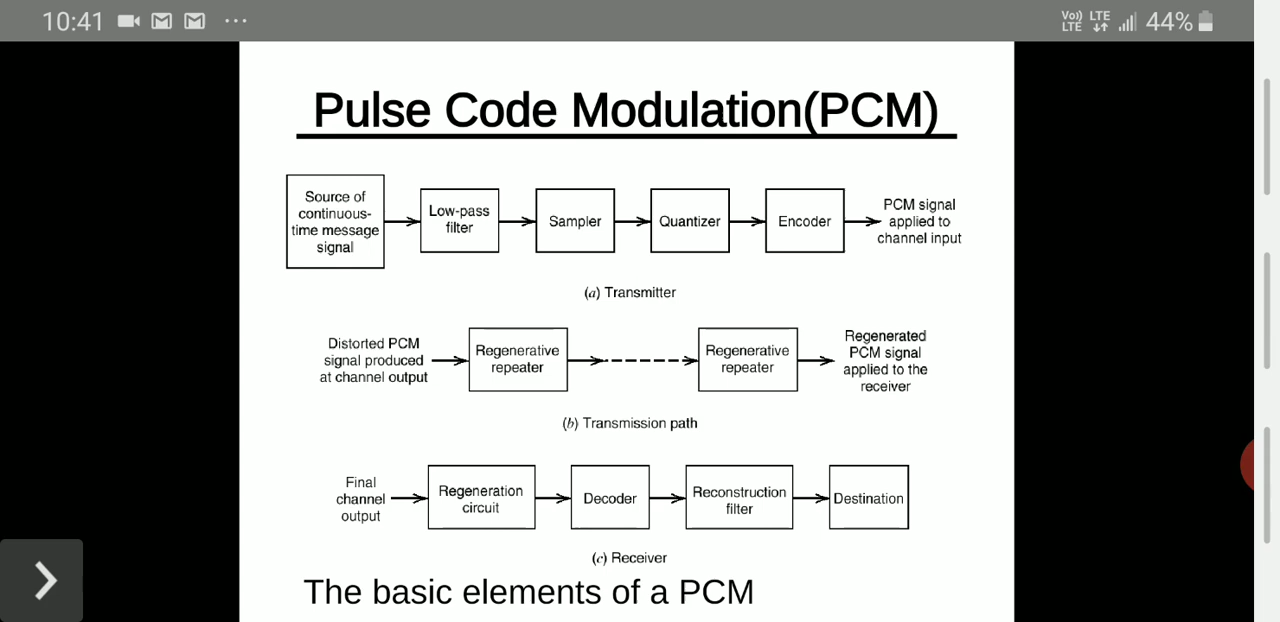 10:41
Vo)) LTE
LTE
44%
Pulse Code Modulation(PCM)
Source of
continuous-
time message
signal
Low-pass
filter
Sampler
Quantizer
Encoder
PCM signal
applied to
channel input
(a) Transmitter
Distorted PCM
signal produced
at channel output
Regenerative
repeater
Regenerative
repeater
Regenerated
PCM signal
applied to the
receiver
(b) Transmission path
Final
channel
output
Regeneration
circuit
Decoder
Reconstruction
filter
Destination
(c) Receiver
The basic elements of a PCM